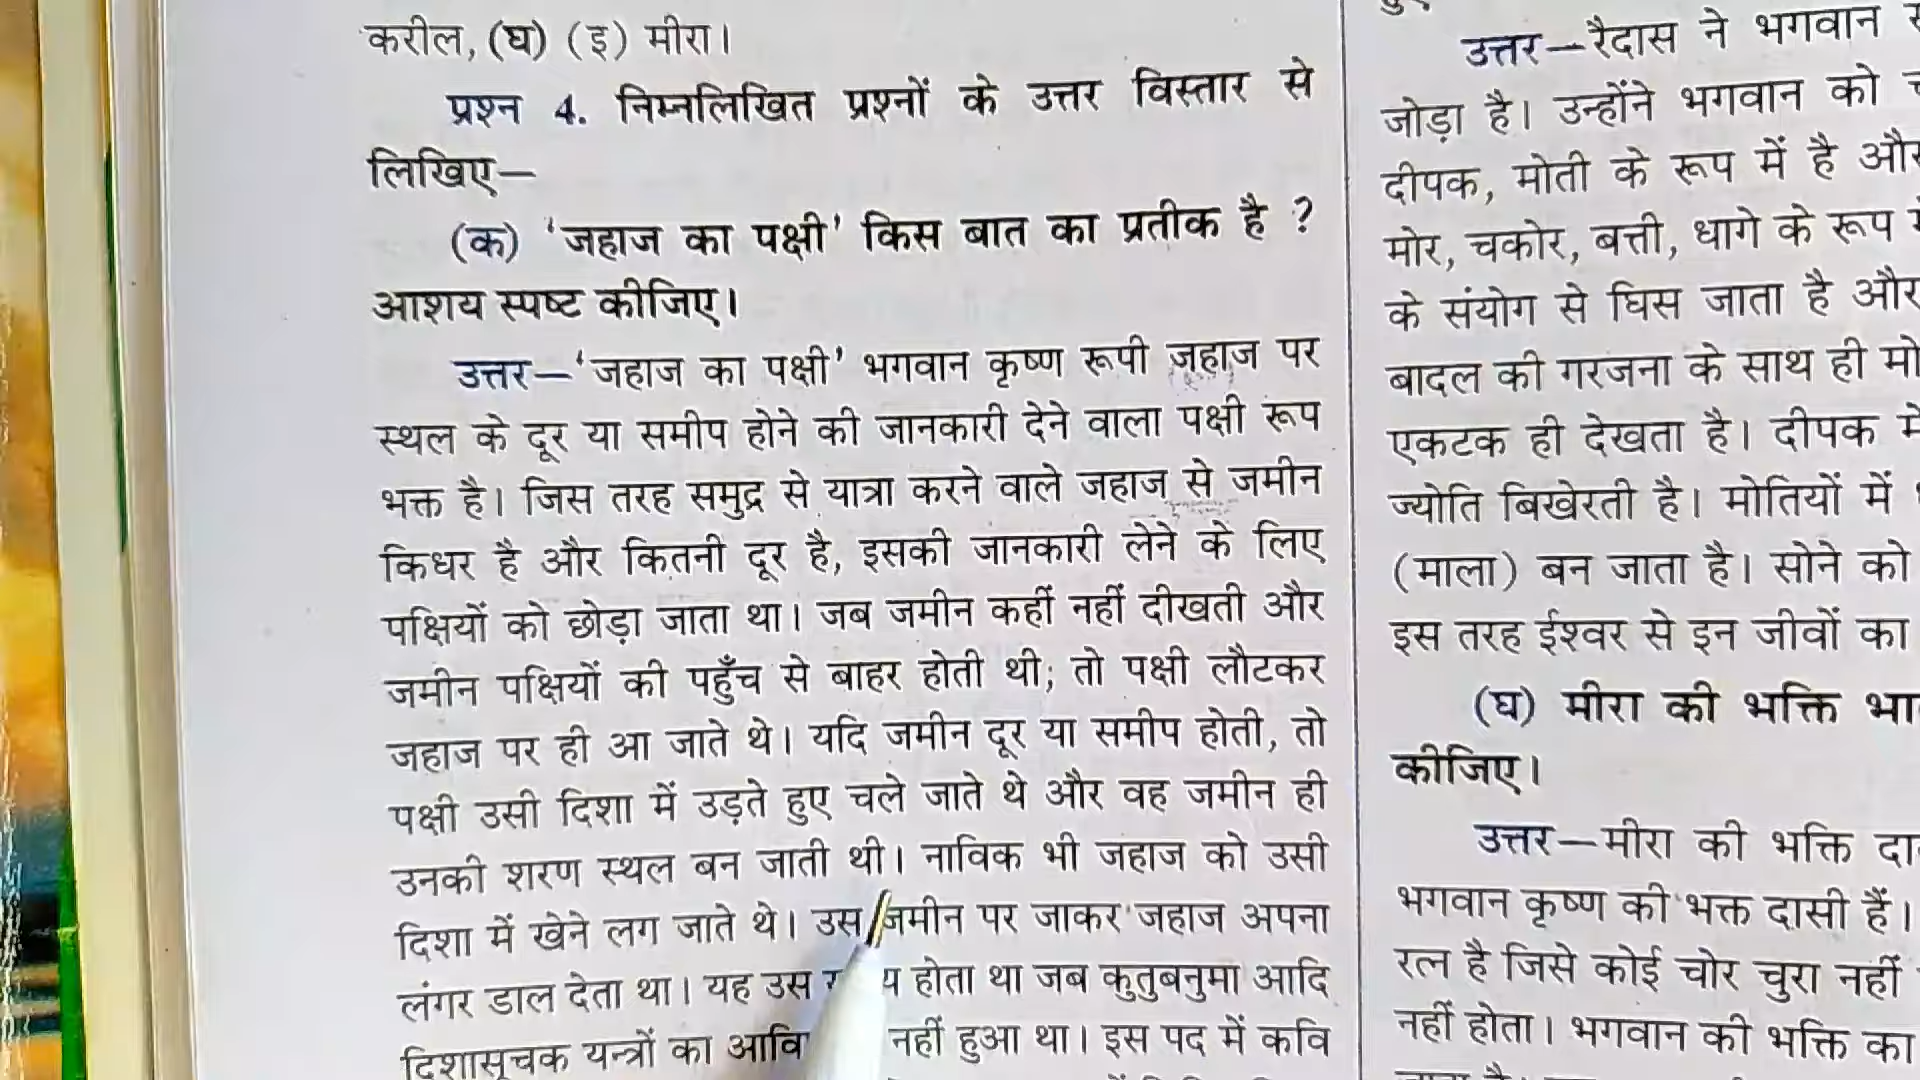 करील, (घ) (इ) मीरा।
प्रश्न 4. निम्नलिखित प्रश्नों के उत्तर विस्तार से
लिखिए—
(क) 'जहाज का पक्षी' किस बात का प्रतीक है ?
आशय स्पष्ट कीजिए।
उत्तर—'जहाज का पक्षी' भगवान कृष्ण रूपी जहाज पर
स्थल के दूर या समीप होने की जानकारी देने वाला पक्षी रूप
भक्त है। जिस तरह समुद्र से यात्रा करने वाले जहाज से जमीन
किधर है और कितनी दूर है, इसकी जानकारी लेने के लिए
पक्षियों को छोड़ा जाता था। जब जमीन कहीं नहीं दीखती और
जमीन पक्षियों की पहुँच से बाहर होती थी; तो पक्षी लौटकर
जहाज पर ही आ जाते थे। यदि जमीन दूर या समीप होती, तो
पक्षी उसी दिशा में उड़ते हुए चले जाते थे और वह जमीन ही
उनकी शरण स्थल बन जाती थी। नाविक भी जहाज को उसी
दिशा में खेने लग जाते थे। उस जमीन पर जाकर जहाज अपना
लंगर डाल देता था। यह उस होता था जब कुतुबनुमा आदि
दिशासूचक यन्त्रों का नहीं हुआ था। इस पद में कवि
उत्तर—रैदास ने भगवान
जोड़ा है। उन्होंने भगवान को
दीपक, मोती के रूप में है और
मोर, चकोर, बत्ती, धागे के रूप
के संयोग से घिस जाता है और
बादल की गरजना के साथ ही
एकटक ही देखता है। दीपक में
ज्योति बिखेरती है। मोतियों में
(माला) बन जाता है। सोने को
इस तरह ईश्वर से इन जीवों का
(घ) मीरा की भक्ति
कीजिए।
उत्तर—मीरा की भक्ति
भगवान कृष्ण की भक्त दासी हैं।
रत्न है जिसे कोई चोर चुरा नहीं
नहीं होता। भगवान की भक्ति का